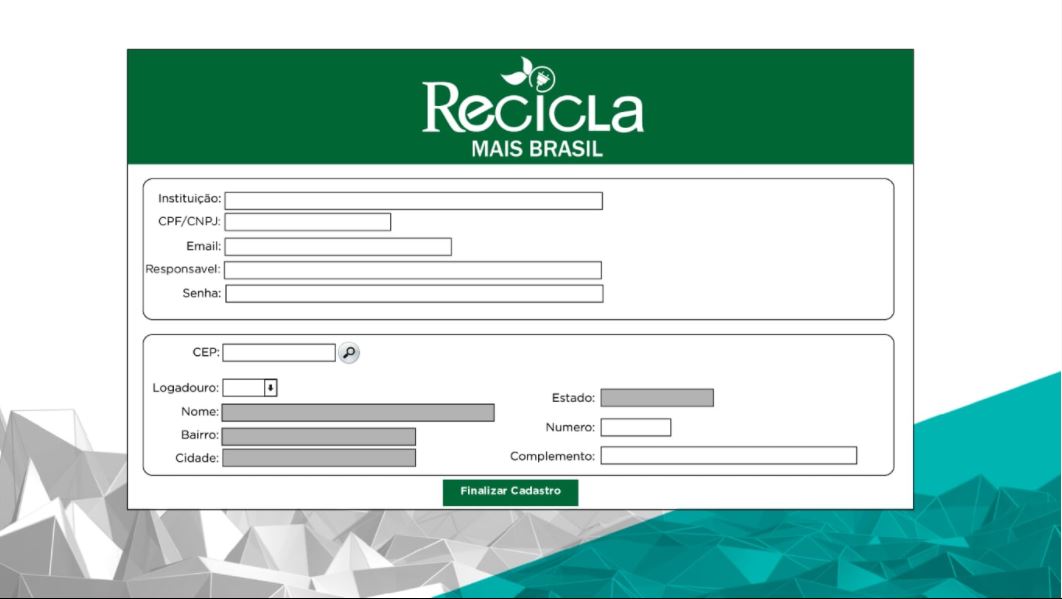 Recicla
MAIS BRASIL
Instituição:
CPF/CNPJ:
Email:
Responsavel:
Senha:
CEP:
Logadouro:
Nome:
Bairro:
Cidade:
Estado:
Numero:
Complemento:
Finalizar Cadastro